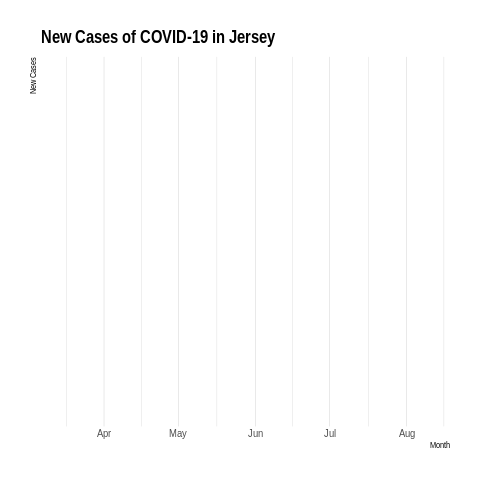 New Cases of COVID-19 in Jersey
New Cases
Apr May Jun Jul Aug
Month